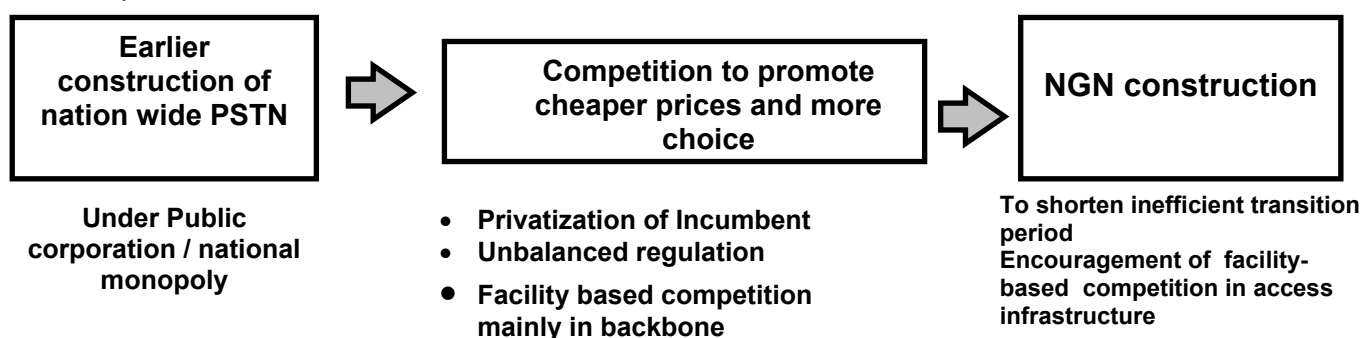 Earlier
construction of
nation wide PSTN
Competition to promote
cheaper prices and more
choice
NGN construction
Under Public
corporation / national
monopoly
• Privatization of Incumbent
• Unbalanced regulation
• Facility based competition
mainly in backbone
To shorten inefficient transition
period
Encouragement of facility-
based competition in access
infrastructure